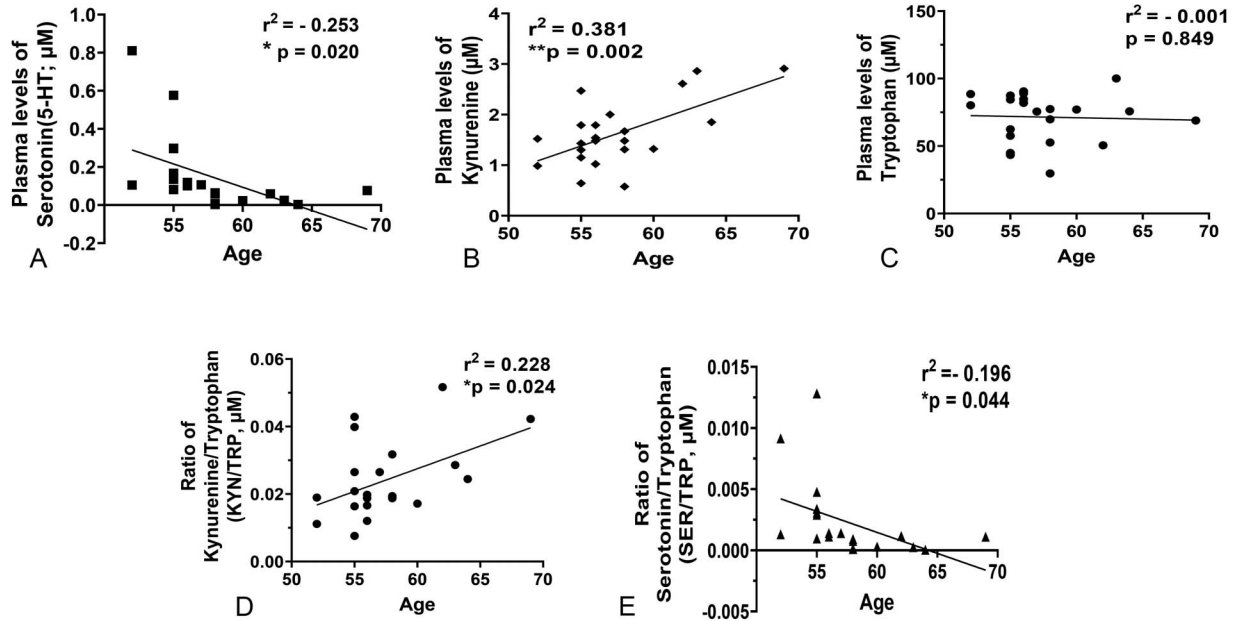 r² = - 0.253
* p = 0.020
Plasma levels of
Serotonin(5-HT; µM)
1.0
0.8
0.6
0.4
0.2
0.0
-0.2
55
60
65
70
Age
A
r² = 0.381
**p = 0.002
Plasma levels of
Kynurenine (µM)
4
3
2
1
0
50
55
60
65
70
Age
B
r² = - 0.001
p = 0.849
Plasma levels of
Tryptophan (µM)
150
100
50
0
50
55
60
65
70
Age
C
r² = 0.228
*p = 0.024
Ratio of
Kynurenine/Tryptophan
(KYN/TRP, µM)
0.06
0.04
0.02
0.00
50
55
60
65
70
Age
D
r² =- 0.196
*p = 0.044
Ratio of
Serotonin/Tryptophan
(SER/TRP, µM)
0.015
0.010
0.005
0.000
-0.005
55
60
65
70
Age
E